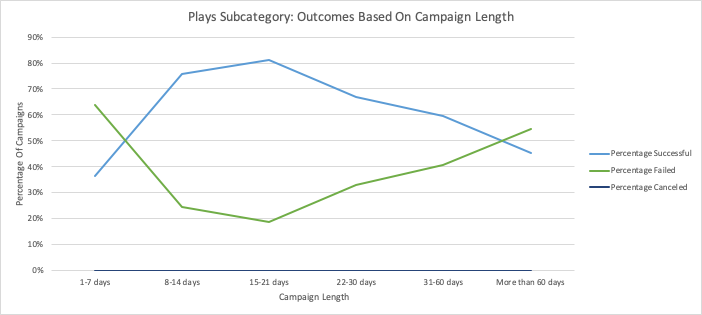 Plays Subcategory: Outcomes Based On Campaign Length
90%
80%
70%
60%
50%
40%
30%
20%
10%
0%
Percentage Of Campaigns
1-7 days
8-14 days
15-21 days
22-30 days
31-60 days
More than 60 days
Campaign Length
Percentage Successful
Percentage Failed
Percentage Canceled